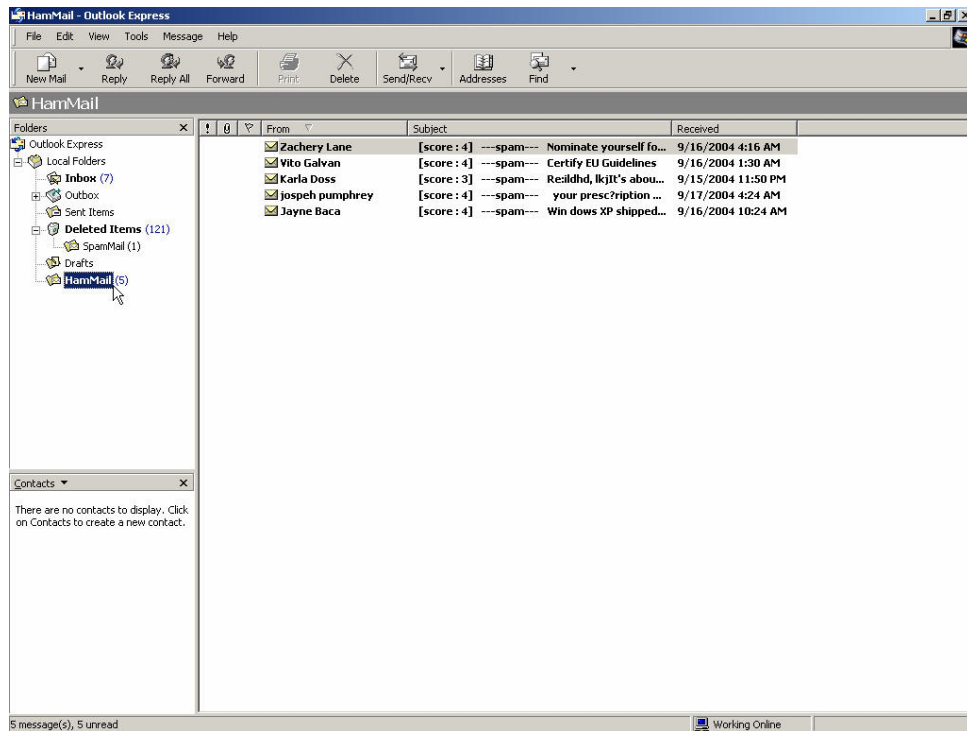 HamMail - Outlook Express
File Edit View Tools Message Help
New Mail Reply Reply All Forward Print Delete Send/Recv Addresses Find
HamMail
Folders
Outlook Express
Local Folders
Inbox (7)
Outbox
Sent Items
Deleted Items (121)
SpamMail (1)
Drafts
HamMail (5)
! From Subject Received
Zachery Lane [score : 4] ---spam--- Nominate yourself fo... 9/16/2004 4:16 AM
Vito Galvan [score : 4] ---spam--- Certify EU Guidelines 9/16/2004 1:30 AM
Karla Doss [score : 3] ---spam--- Re:ildhd, lkjIt's abou... 9/15/2004 11:50 PM
jospeh pumphrey [score : 4] ---spam--- your presc?ription ... 9/17/2004 4:24 AM
Jayne Baca [score : 4] ---spam--- Win dows XP shipped... 9/16/2004 10:24 AM
Contacts
There are no contacts to display. Click
on Contacts to create a new contact.
5 message(s), 5 unread
Working Online